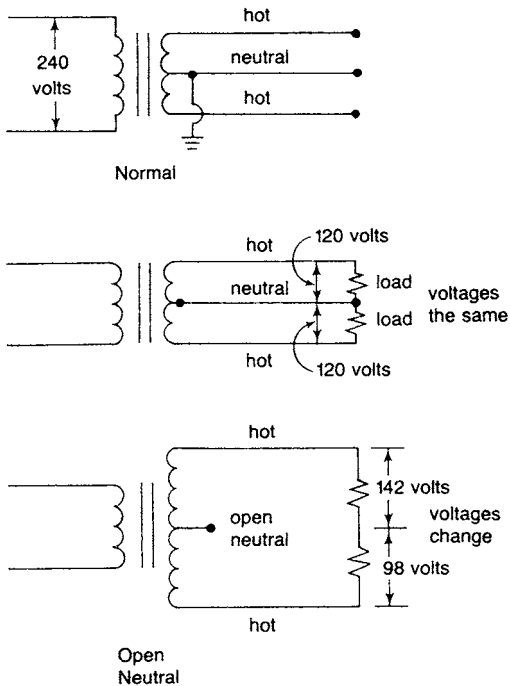 hot
240
volts
neutral
hot
Normal
hot
120 volts
neutral
load
load
voltages
the same
hot
120 volts
hot
142 volts
open
neutral
voltages
change
98 volts
hot
Open
Neutral